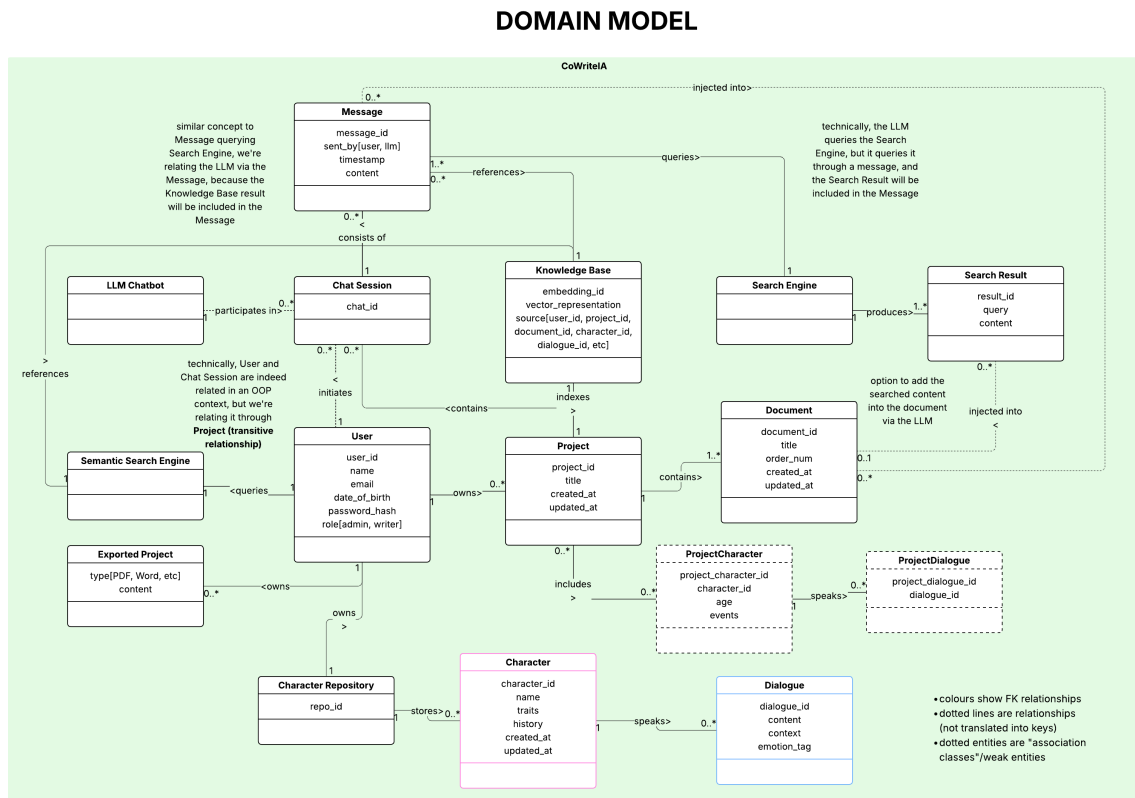 DOMAIN MODEL
CoWriteIA
injected into>
0..*
Message
message_id
sent_by[user, llm]
timestamp
content
similar concept to
Message querying
Search Engine, we're
relating the LLM via the
Message, because the
Knowledge Base result
will be included in the
Message
technically, the LLM
queries the Search
Engine, but it queries it
through a message, and
the Search Result will be
included in the Message
1..*
queries>
0..*
references>
0..*
<
consists of
1
1
1
LLM Chatbot
Chat Session
chat_id
participates in>
0..*
1
Knowledge Base
embedding_id
vector_representation
source[user_id, project_id,
document_id, character_id,
dialogue_id, etc]
Search Engine
produces>
1
1..*
Search Result
result_id
query
content
>
references
technically, User and
Chat Session are indeed
related in an OOP
context, but we're
relating it through
Project (transitive
relationship)
0..*
0..*
<
initiates
1
<contains
1
indexes
>
1
option to add the
searched content
into the document
via the LLM
0..*
injected into
<
Document
document_id
title
order_num
created_at
updated_at
0..1
0..*
User
user_id
name
email
date_of_birth
password_hash
role[admin, writer]
Semantic Search Engine
1
1
<queries
1
1
owns>
0..*
Project
project_id
title
created_at
updated_at
1
contains>
1..*
Exported Project
type[PDF, Word, etc]
content
0..*
<owns
1
owns
>
1
0..*
includes
>
0..*
ProjectCharacter
project_character_id
character_id
age
events
1
speaks>
0..*
ProjectDialogue
project_dialogue_id
dialogue_id
Character Repository
repo_id
1
stores>
0..*
Character
character_id
name
traits
history
created_at
updated_at
1
speaks>
0..*
Dialogue
dialogue_id
content
context
emotion_tag
•colours show FK relationships
•dotted lines are relationships
(not translated into keys)
•dotted entities are "association
classes"/weak entities